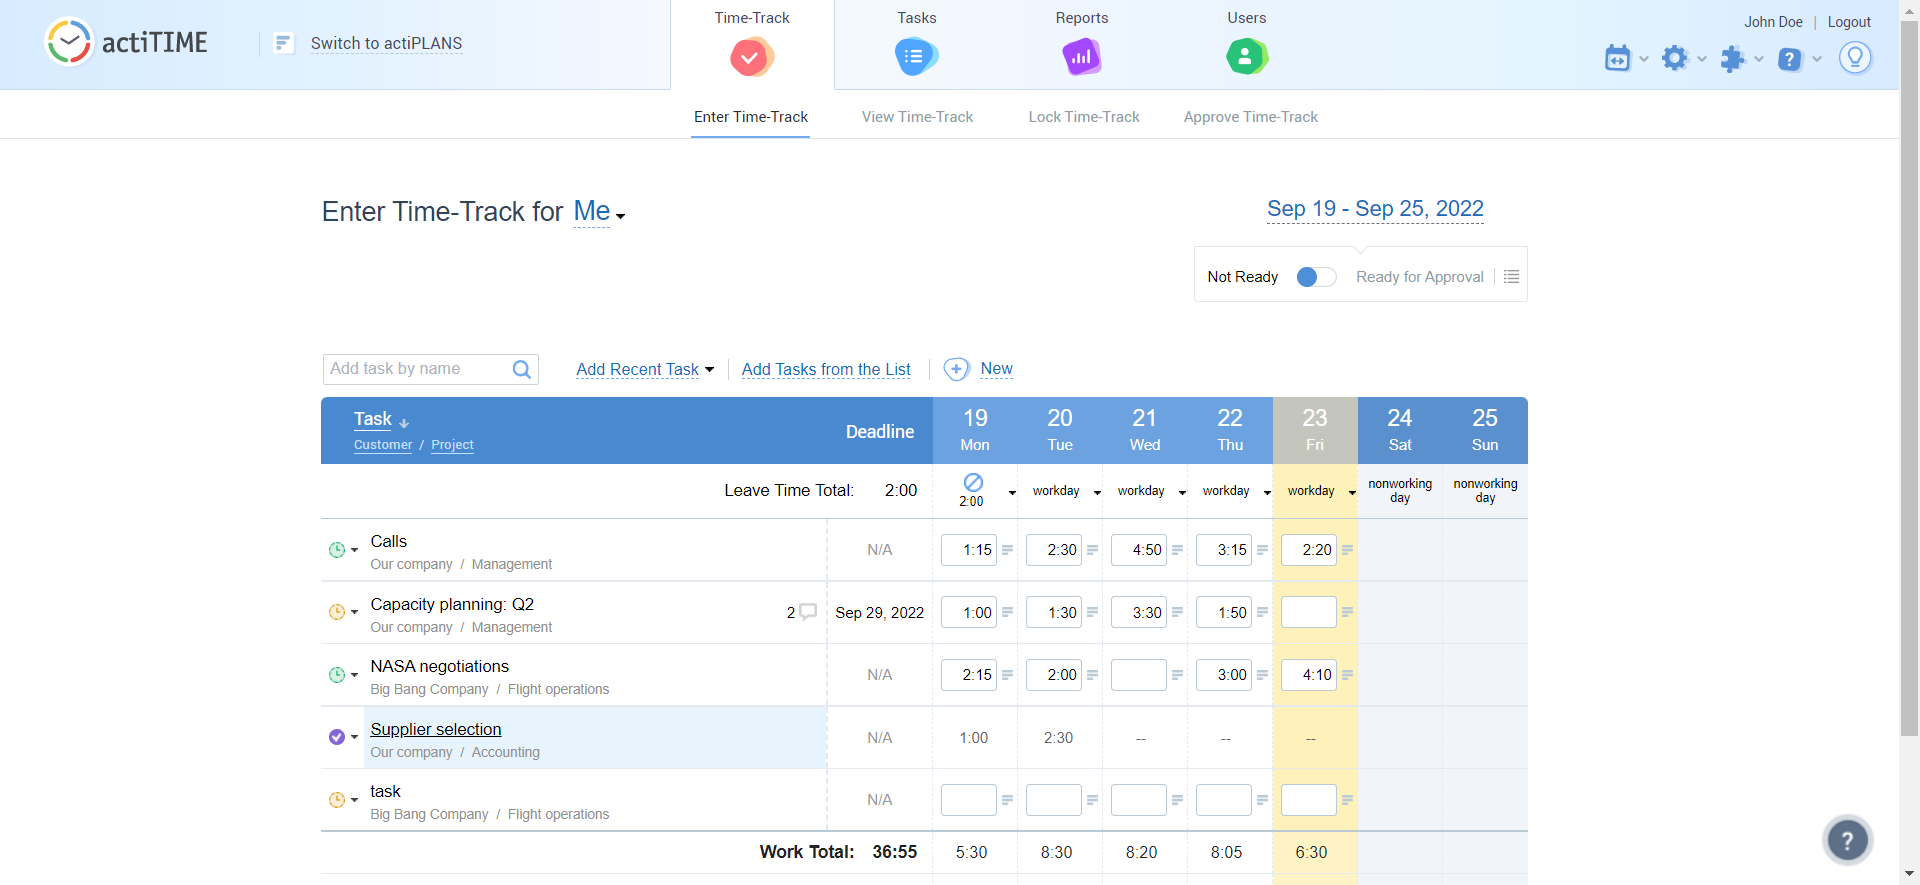 actiTIME
Switch to actiPLANS
Time-Track
Tasks
Reports
Users
John Doe | Logout
Enter Time-Track
View Time-Track
Lock Time-Track
Approve Time-Track
Enter Time-Track for Me
Sep 19 - Sep 25, 2022
Not Ready
Ready for Approval
Add task by name
Add Recent Task
Add Tasks from the List
New
Task
Customer / Project
Deadline
19 Mon
20 Tue
21 Wed
22 Thu
23 Fri
24 Sat
25 Sun
Leave Time Total: 2:00
2:00
workday
workday
workday
workday
nonworking
day
nonworking
day
Calls
Our company / Management
N/A 1:15 2:30 4:50 3:15 2:20
Capacity planning: Q2
Our company / Management
2 Sep 29, 2022 1:00 1:30 3:30 1:50
NASA negotiations
Big Bang Company / Flight operations
N/A 2:15 2:00 3:00 4:10
Supplier selection
Our company / Accounting
N/A 1:00 2:30 -- -- --
task
Big Bang Company / Flight operations
N/A
Work Total: 36:55 5:30 8:30 8:20 8:05 6:30
?
?